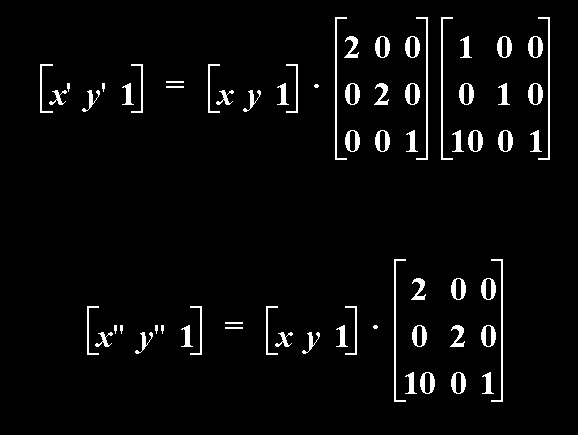 [x' y' 1] = [x y 1] · [2 0 0] [1 0 0]
[0 2 0] [0 1 0]
[0 0 1] [10 0 1]
[x" y" 1] = [x y 1] · [2 0 0]
[0 2 0]
[10 0 1]